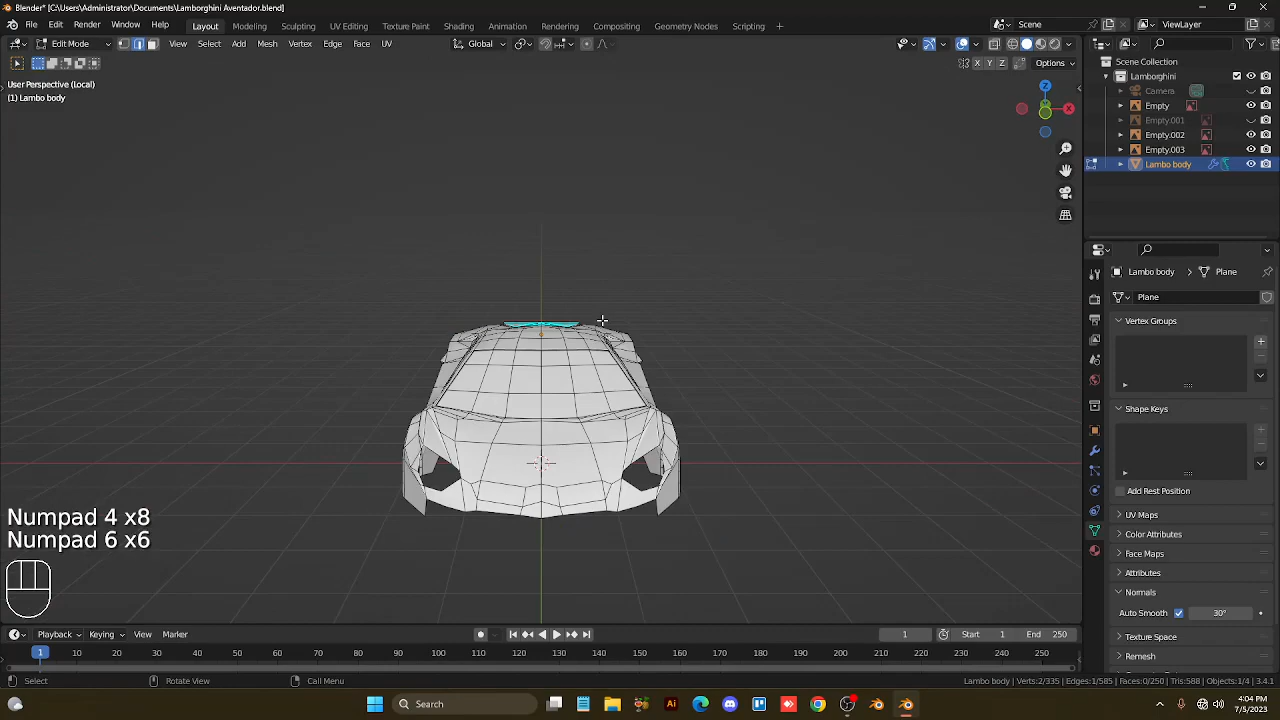 Blender* [C:\Users\Administrator\Documents\Lamborghini Aventador.blend]
File Edit Render Window Help Layout Modeling Sculpting UV Editing Texture Paint Shading Animation Rendering Compositing Geometry Nodes Scripting + Scene ViewLayer
Edit Mode View Select Add Mesh Vertex Edge Face UV Global
X Y Z Options
User Perspective (Local)
(1) Lambo body
Z
X
Numpad 4 x8
Numpad 6 x6
Scene Collection
Lamborghini
Camera
Empty
Empty.001
Empty.002
Empty.003
Lambo body
Lambo body Plane
Plane
Vertex Groups
Shape Keys
Add Rest Position
UV Maps
Color Attributes
Face Maps
Attributes
Normals
Auto Smooth 30°
Texture Space
Remesh
Playback Keying View Marker 1 Start 1 End 250
1 10 20 30 40 50 60 70 80 90 100 110 120 130 140 150 160 170 180 190 200 210 220 230 240 250
Select Rotate View Call Menu Lambo body | Verts:2/335 | Edges:1/585 | Faces:0/250 | Tris:588 | Objects:1/4 | 3.4.1
Search
Ai
4:04 PM
7/5/2023